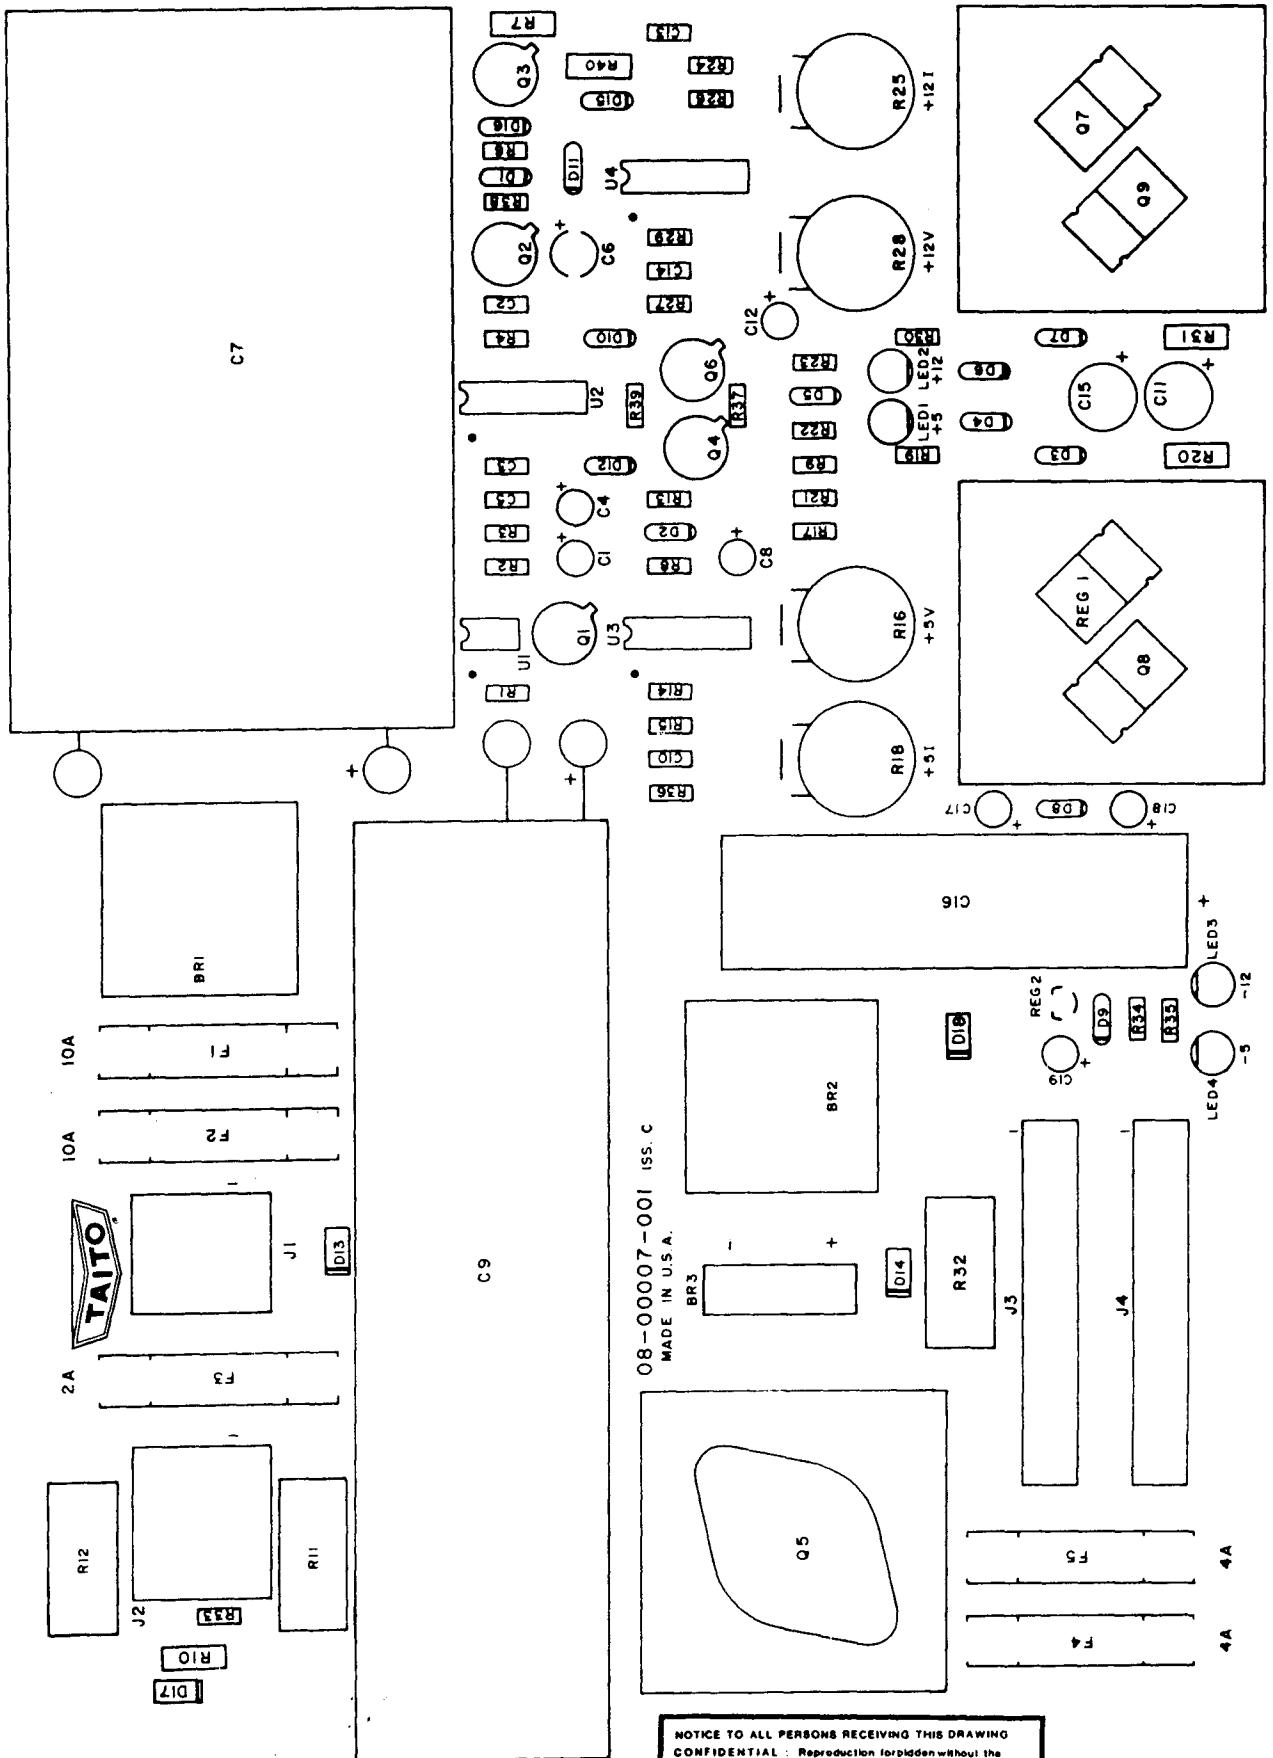 R7
C13
Q3
R40
R24
D15
R26
R25
+12I
D16
R6
D1
R38
D11
U4
Q7
Q9
Q2
+
C6
R29
C14
R27
R28
+12V
C7
C2
R4
D10
C12
+
Q6
R23
R30
LED2
+12
D7
D6
R31
U2
R39
R37
D5
LED1
+5
D4
C15
+
C11
+
Q4
R22
R19
D3
R20
C3
D12
R9
C5
+
C4
R13
R21
R3
D2
R17
R2
+
C1
R8
+
C8
REG 1
Q8
U1
Q1
U3
R16
+5V
R1
R14
R15
C10
R36
R18
+5I
+
+
C17
+
D8
C18
+
BR1
C16
+
LED3
-12
REG2
D9
R34
R35
C19
+
-5
LED4
10A
F1
10A
F2
BR2
D18
TAITO
-
J1
D13
C9
08-00007-001 ISS. C
MADE IN U.S.A.
BR3
-
+
D14
R32
-
J3
-
J4
2A
F3
-
R12
J2
R11
R33
R10
D17
Q5
F5
4A
F4
4A
NOTICE TO ALL PERSONS RECEIVING THIS DRAWING
CONFIDENTIAL : Reproduction forbidden without the